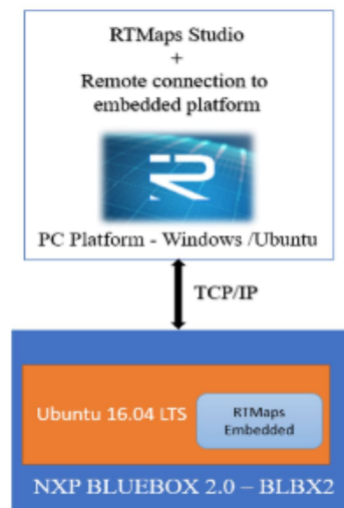 RTMaps Studio
+
Remote connection to
embedded platform
PC Platform - Windows /Ubuntu
TCP/IP
Ubuntu 16.04 LTS
RTMaps
Embedded
NXP BLUEBOX 2.0 – BLBX2